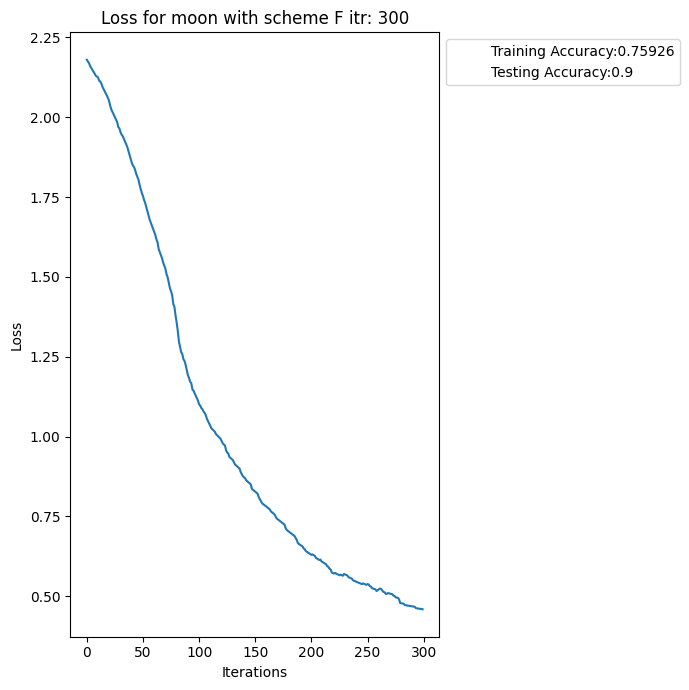 Loss for moon with scheme F itr: 300
Training Accuracy:0.75926
Testing Accuracy:0.9
2.25
2.00
1.75
1.50
1.25
1.00
0.75
0.50
Loss
0 50 100 150 200 250 300
Iterations